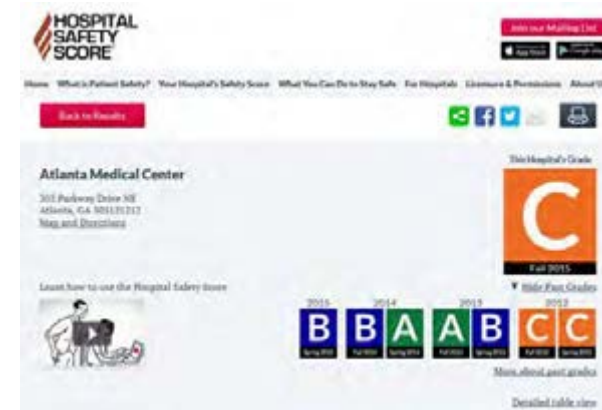 HOSPITAL
SAFETY
SCORE
Join our Mailing List
App Store
Home What is Patient Safety? Your Hospital's Safety Score What You Can Do to Stay Safe For Hospitals Licensure & Permissions About U
Back to Results
This Hospital's Grade
Atlanta Medical Center
303 Parkway Drive NE
Atlanta, GA
Map and Directions
C
Fall 2015
Learn how to use the Hospital Safety Score
Hide Past Grades
2015 2014 2013 2012
B B A A B C C
More about past grades
Detailed table view